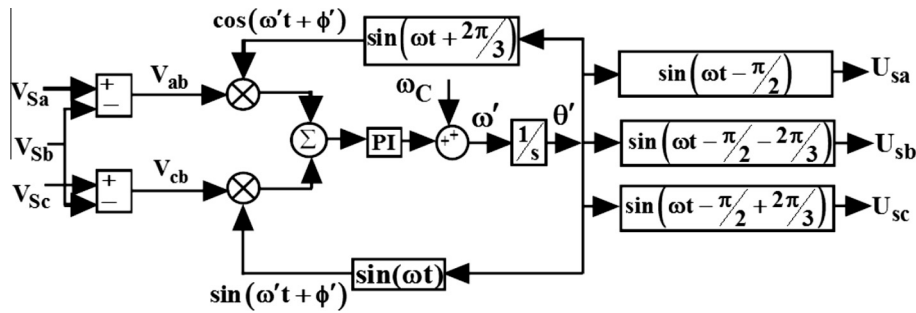 cos(ω′t + ϕ′)
sin(ωt + 2π/3)
V_Sa
+
−
V_ab
ω_C
sin(ωt − π/2)
U_sa
V_Sb
Σ
PI
++
ω′
1/s
θ′
sin(ωt − π/2 − 2π/3)
U_sb
V_Sc
+
−
V_cb
sin(ωt − π/2 + 2π/3)
U_sc
sin(ωt)
sin(ω′t + ϕ′)